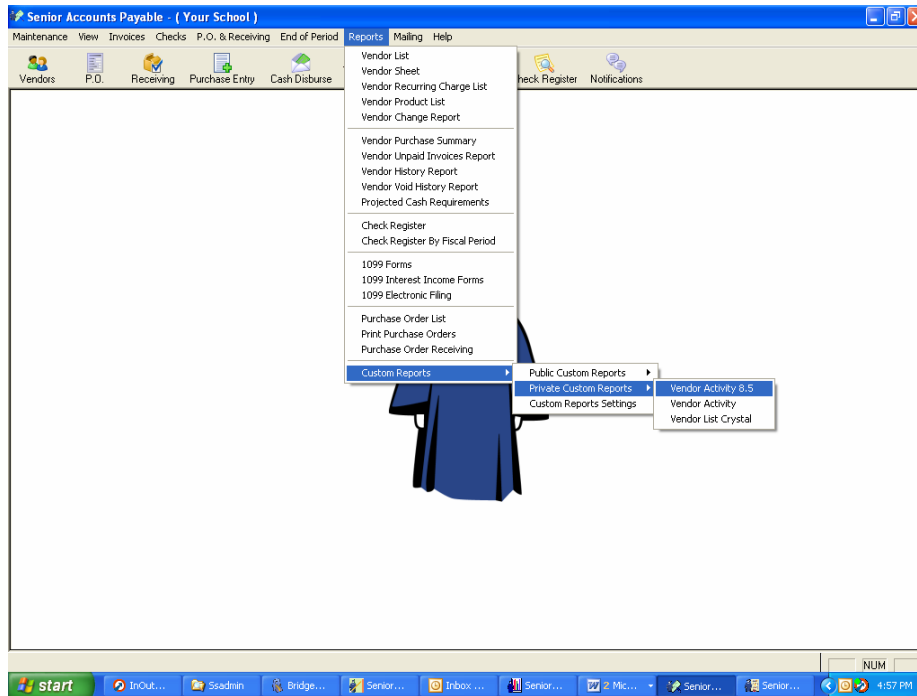 Senior Accounts Payable - ( Your School )
Maintenance View Invoices Checks P.O. & Receiving End of Period Reports Mailing Help
Vendors P.O. Receiving Purchase Entry Cash Disburse heck Register Notifications
Vendor List
Vendor Sheet
Vendor Recurring Charge List
Vendor Product List
Vendor Change Report
Vendor Purchase Summary
Vendor Unpaid Invoices Report
Vendor History Report
Vendor Void History Report
Projected Cash Requirements
Check Register
Check Register By Fiscal Period
1099 Forms
1099 Interest Income Forms
1099 Electronic Filing
Purchase Order List
Print Purchase Orders
Purchase Order Receiving
Custom Reports
Public Custom Reports
Private Custom Reports
Custom Reports Settings
Vendor Activity 8.5
Vendor Activity
Vendor List Crystal
NUM
start InOut... Ssadmin Bridge... Senior... Inbox ... Senior... 2 Mic... Senior... Senior... 4:57 PM